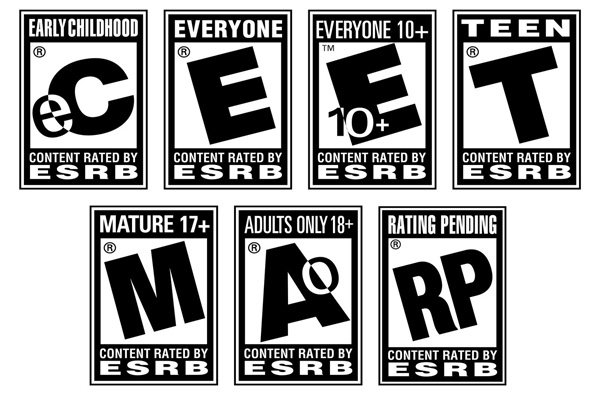 EARLY CHILDHOOD
®
eC
CONTENT RATED BY
ESRB
EVERYONE
®
E
CONTENT RATED BY
ESRB
EVERYONE 10+
™
E
10+
CONTENT RATED BY
ESRB
TEEN
®
T
CONTENT RATED BY
ESRB
MATURE 17+
®
M
CONTENT RATED BY
ESRB
ADULTS ONLY 18+
®
AO
CONTENT RATED BY
ESRB
RATING PENDING
®
RP
CONTENT RATED BY
ESRB